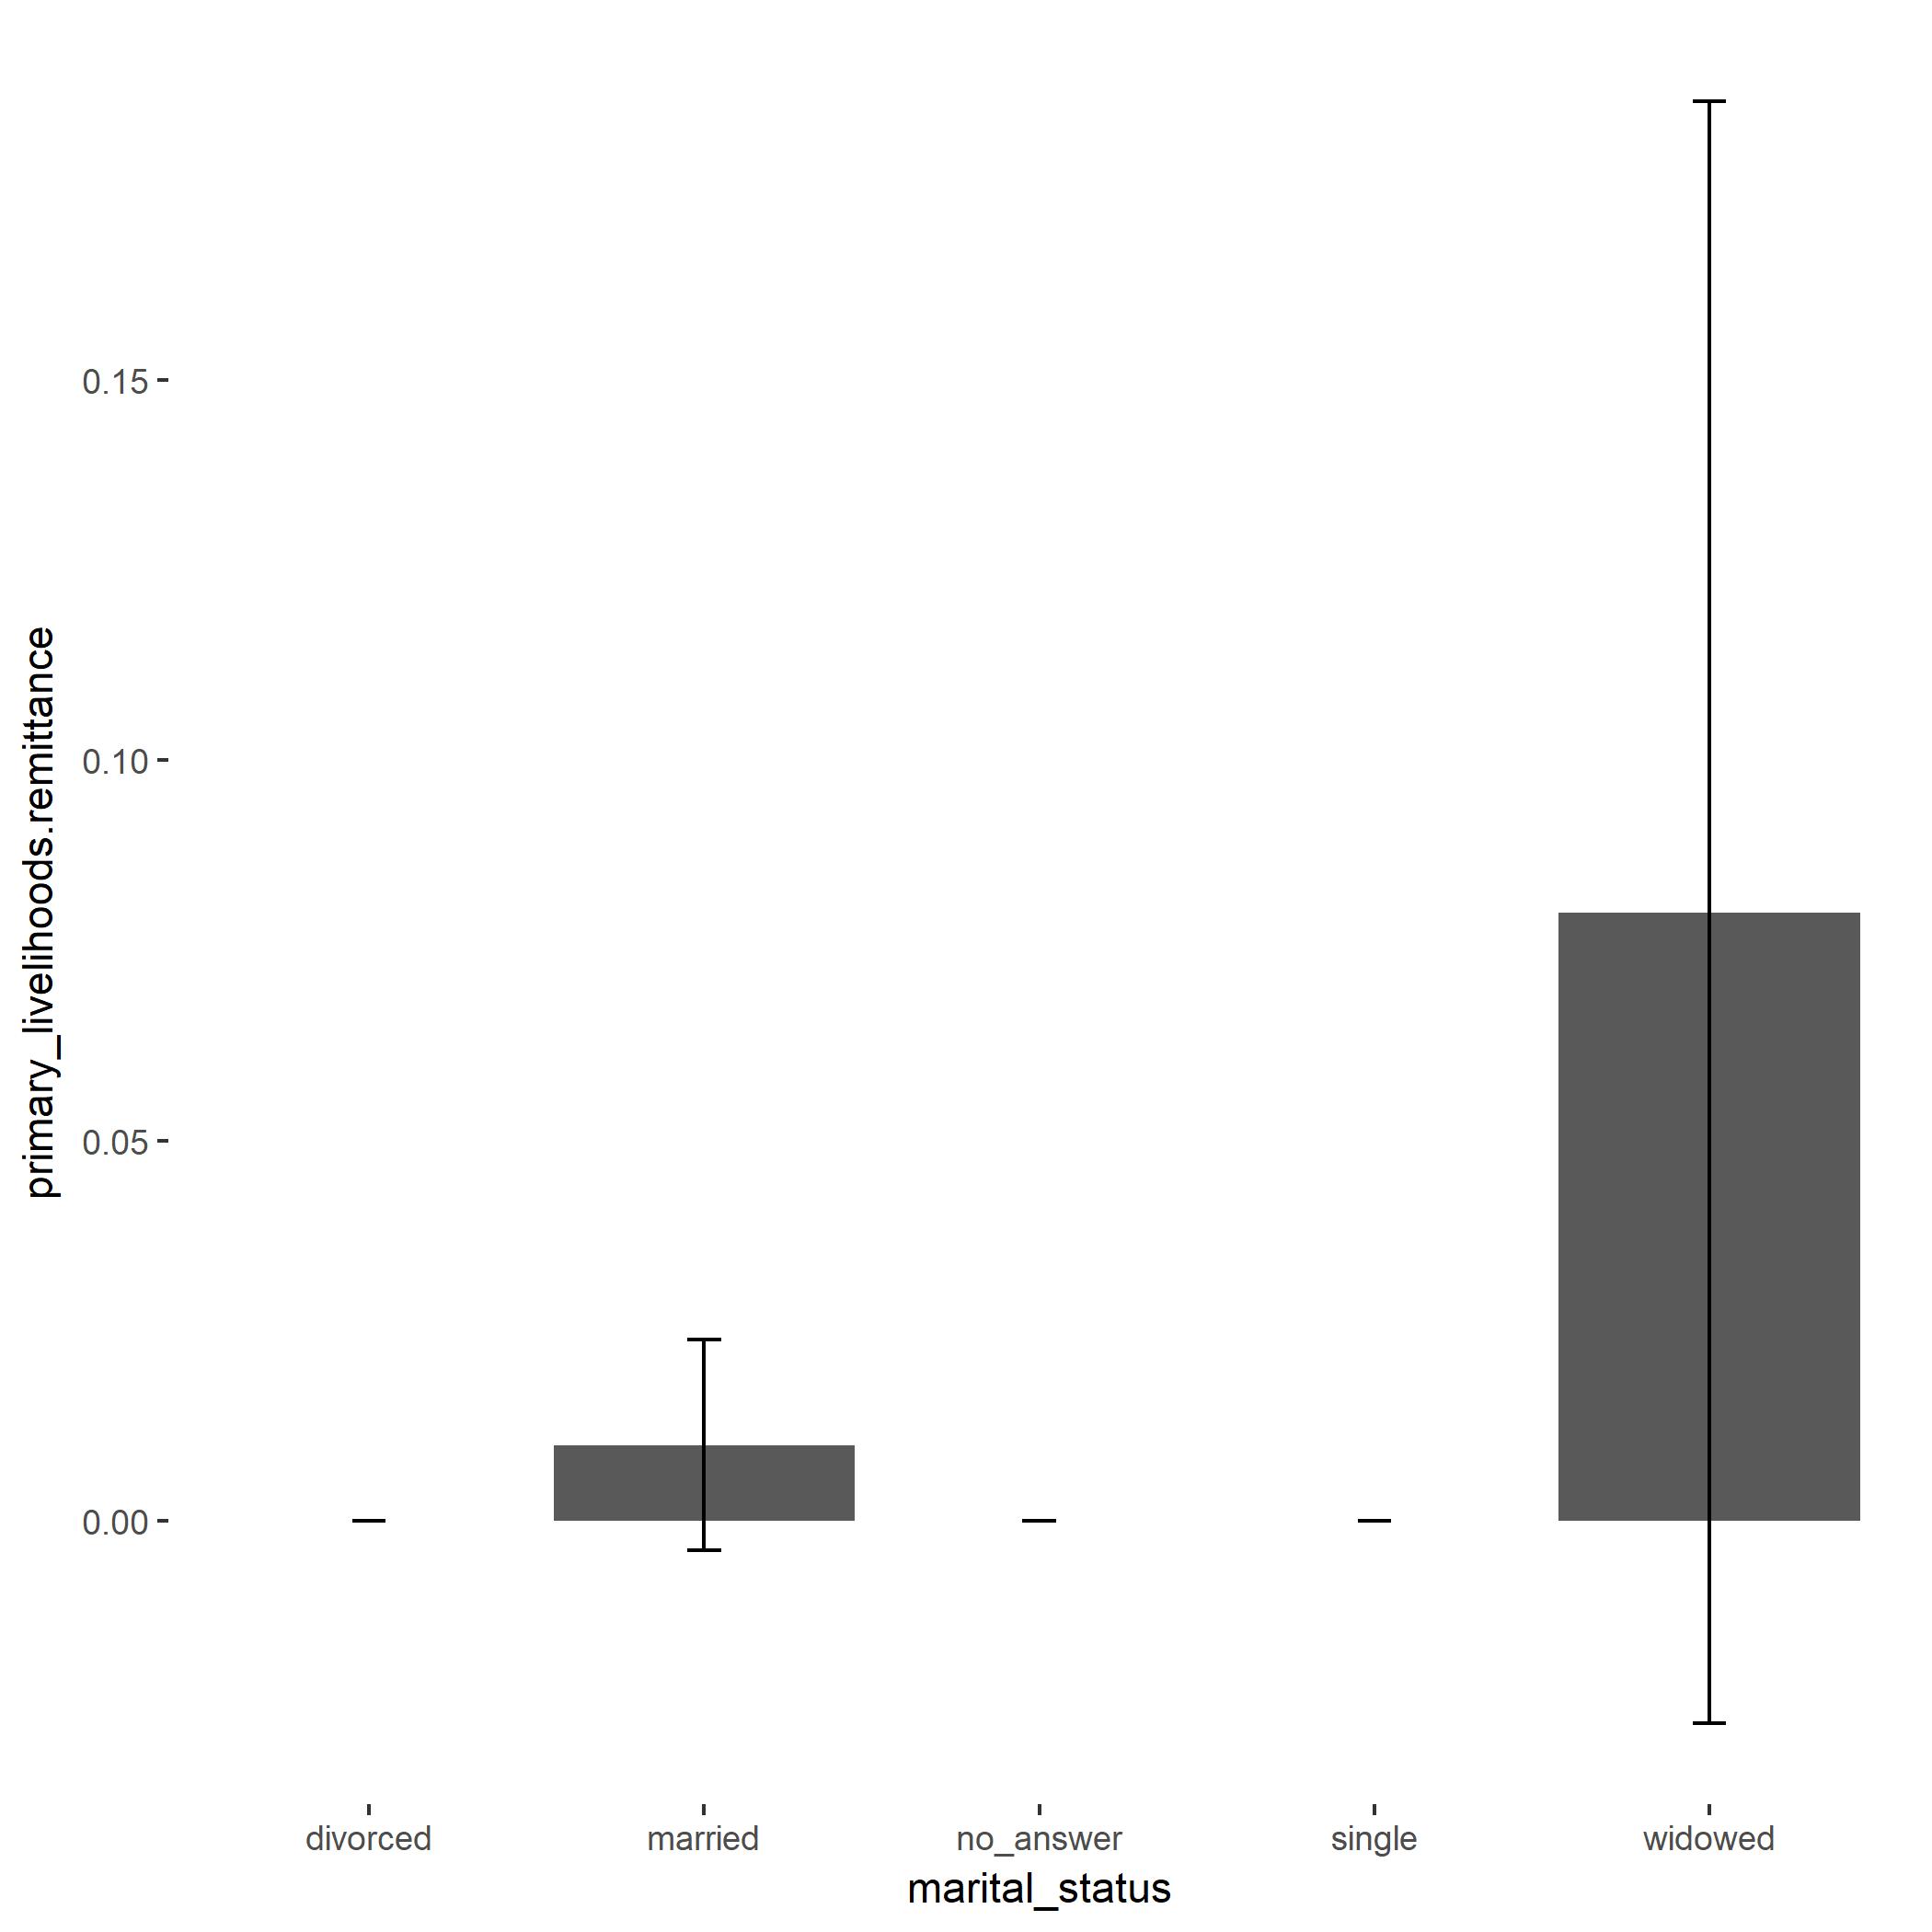 primary_livelihoods.remittance
0.15
0.10
0.05
0.00
divorced married no_answer single widowed
marital_status